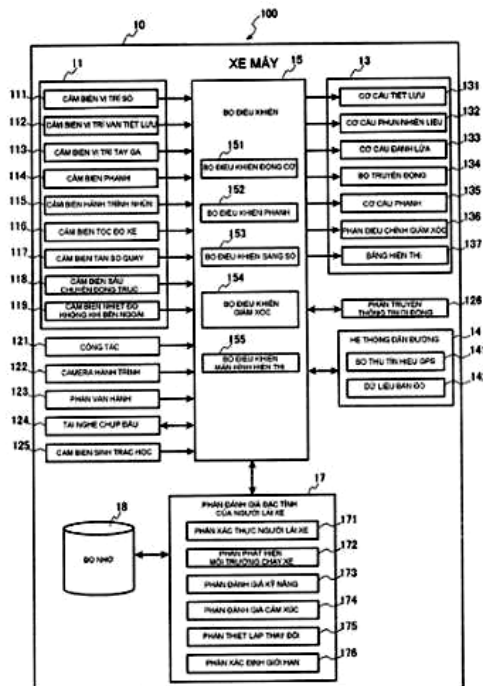 100
10
XE MÁY
11
111 CẢM BIẾN VỊ TRÍ SỐ
112 CẢM BIẾN VỊ TRÍ VAN TIẾT LƯU
113 CẢM BIẾN VỊ TRÍ TAY GA
114 CẢM BIẾN PHANH
115 CẢM BIẾN HÀNH TRÌNH NHÚN
116 CẢM BIẾN TỐC ĐỘ XE
117 CẢM BIẾN TẦN SỐ QUAY
118 CẢM BIẾN SÁU
CHUYỂN ĐỘNG TRỤC
119 CẢM BIẾN NHIỆT ĐỘ
KHÔNG KHÍ BÊN NGOÀI
121 CÔNG TẮC
122 CAMERA HÀNH TRÌNH
123 PHẦN VẬN HÀNH
124 TAI NGHE CHỤP ĐẦU
125 CẢM BIẾN SINH TRẮC HỌC
15
BỘ ĐIỀU KHIỂN
151
BỘ ĐIỀU KHIỂN ĐỘNG CƠ
152
BỘ ĐIỀU KHIỂN PHANH
153
BỘ ĐIỀU KHIỂN SANG SỐ
154
BỘ ĐIỀU KHIỂN
GIẢM XÓC
155
BỘ ĐIỀU KHIỂN
MÀN HÌNH HIỂN THỊ
13
CƠ CẤU TIẾT LƯU 131
CƠ CẤU PHUN NHIÊN LIỆU 132
CƠ CẤU ĐÁNH LỬA 133
BỘ TRUYỀN ĐỘNG 134
CƠ CẤU PHANH 135
PHẦN ĐIỀU CHỈNH GIẢM XÓC 136
BẢNG HIỂN THỊ 137
PHẦN TRUYỀN
THÔNG TIN DI ĐỘNG 126
HỆ THỐNG DẪN ĐƯỜNG 14
BỘ THU TÍN HIỆU GPS
DỮ LIỆU BẢN ĐỒ
17
PHẦN ĐÁNH GIÁ ĐẶC TÍNH
CỦA NGƯỜI LÁI XE
PHẦN XÁC THỰC NGƯỜI LÁI XE 171
PHẦN PHÁT HIỆN
MÔI TRƯỜNG CHẠY XE 172
PHẦN ĐÁNH GIÁ KỸ NĂNG 173
PHẦN ĐÁNH GIÁ CẢM XÚC 174
PHẦN THIẾT LẬP THAY ĐỔI 175
PHẦN XÁC ĐỊNH GIỚI HẠN 176
18
BỘ NHỚ